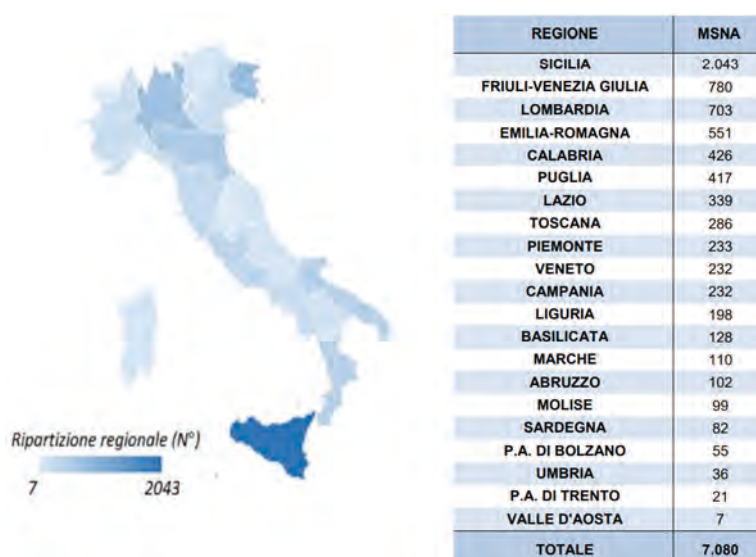 Ripartizione regionale (N°)
7 2043
REGIONE MSNA
SICILIA 2.043
FRIULI-VENEZIA GIULIA 780
LOMBARDIA 703
EMILIA-ROMAGNA 551
CALABRIA 426
PUGLIA 417
LAZIO 339
TOSCANA 286
PIEMONTE 233
VENETO 232
CAMPANIA 232
LIGURIA 198
BASILICATA 128
MARCHE 110
ABRUZZO 102
MOLISE 99
SARDEGNA 82
P.A. DI BOLZANO 55
UMBRIA 36
P.A. DI TRENTO 21
VALLE D'AOSTA 7
TOTALE 7.080